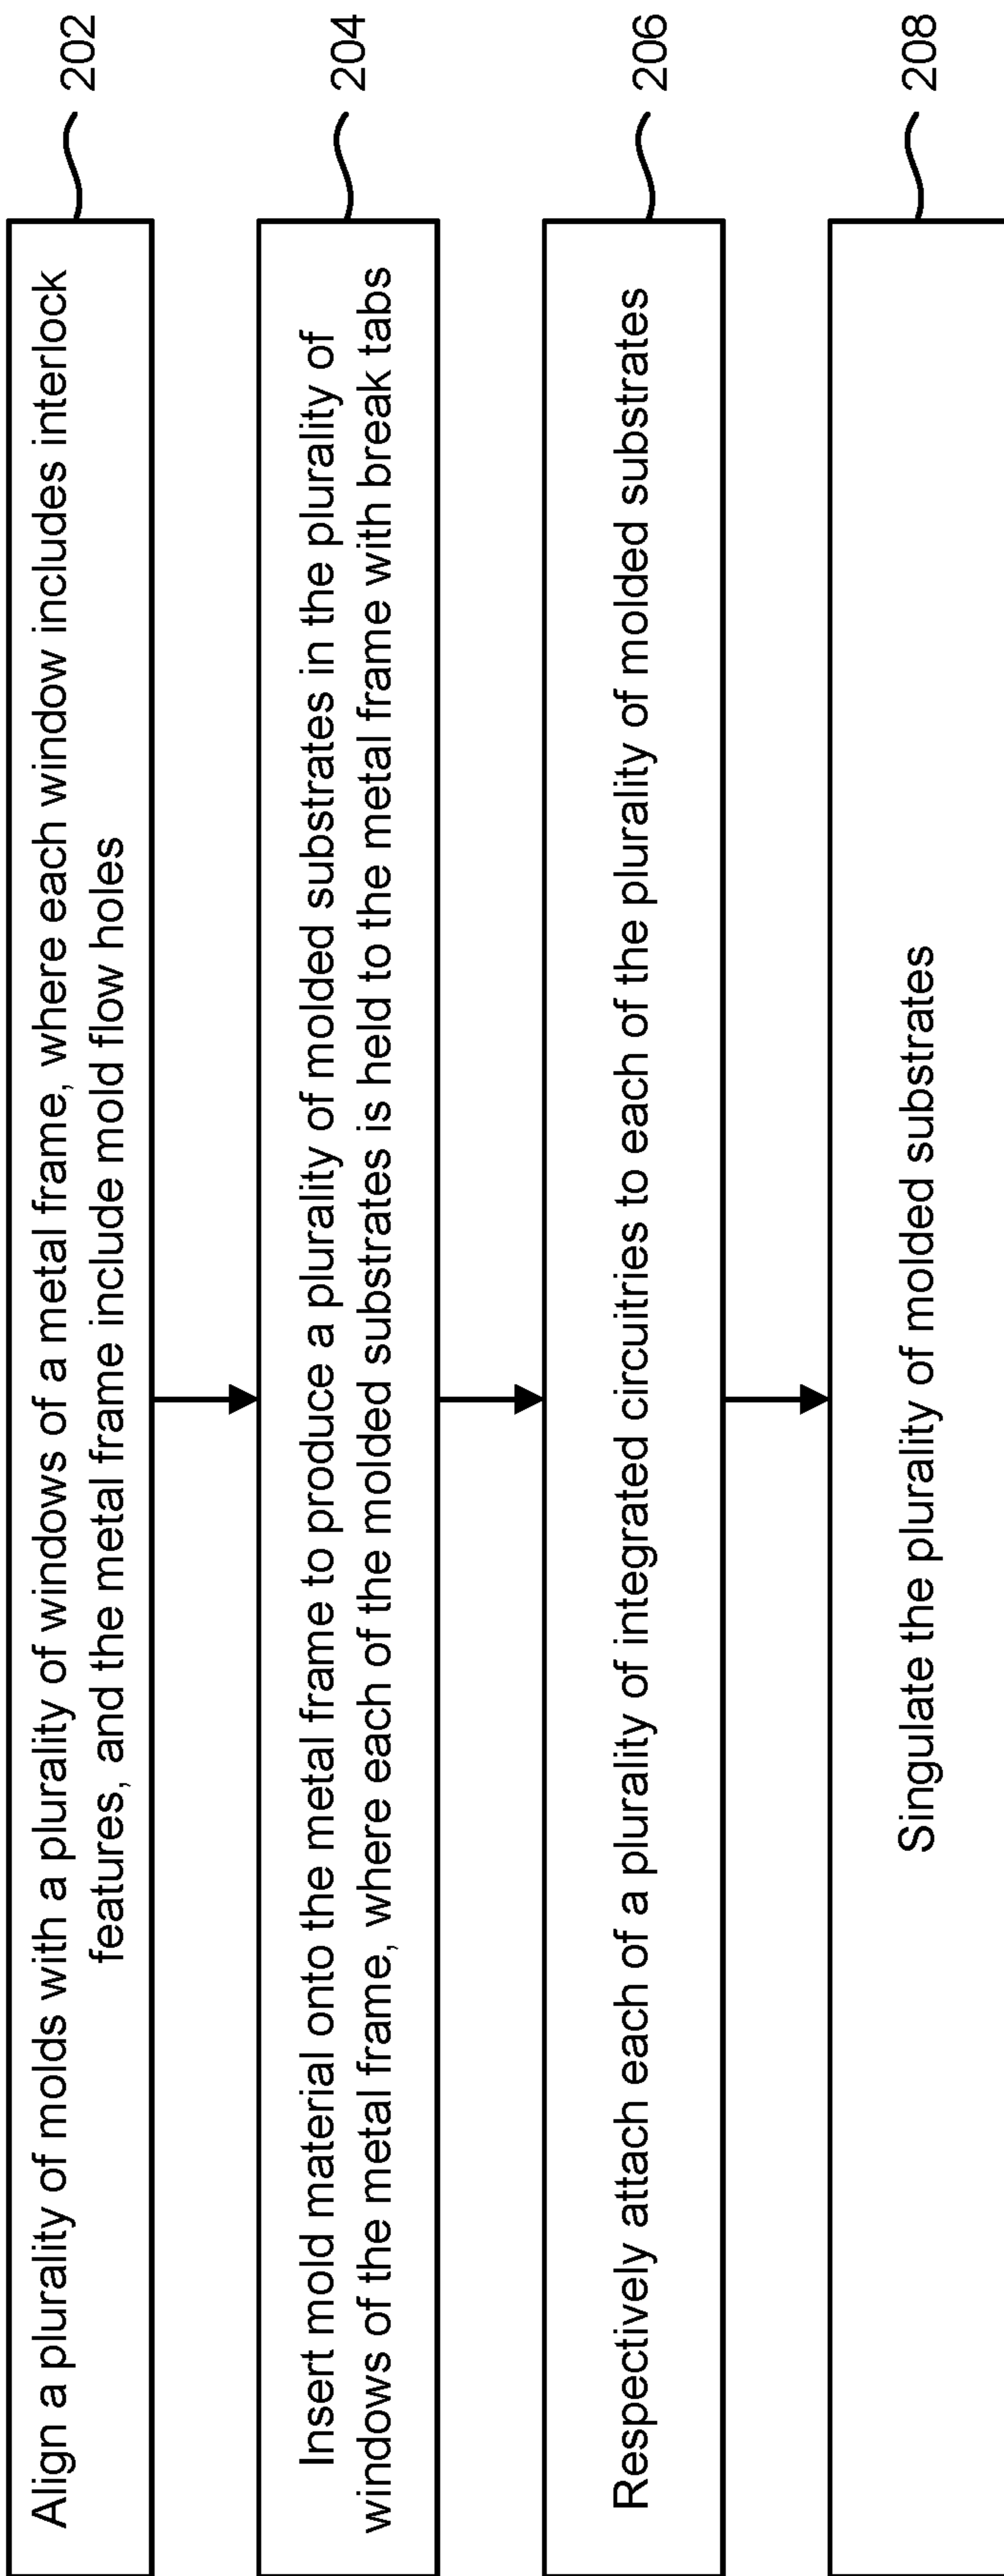 Align a plurality of molds with a plurality of windows of a metal frame, where each window includes interlock
features, and the metal frame include mold flow holes
202
Insert mold material onto the metal frame to produce a plurality of molded substrates in the plurality of
windows of the metal frame, where each of the molded substrates is held to the metal frame with break tabs
204
Respectively attach each of a plurality of integrated circuitries to each of the plurality of molded substrates
206
Singulate the plurality of molded substrates
208